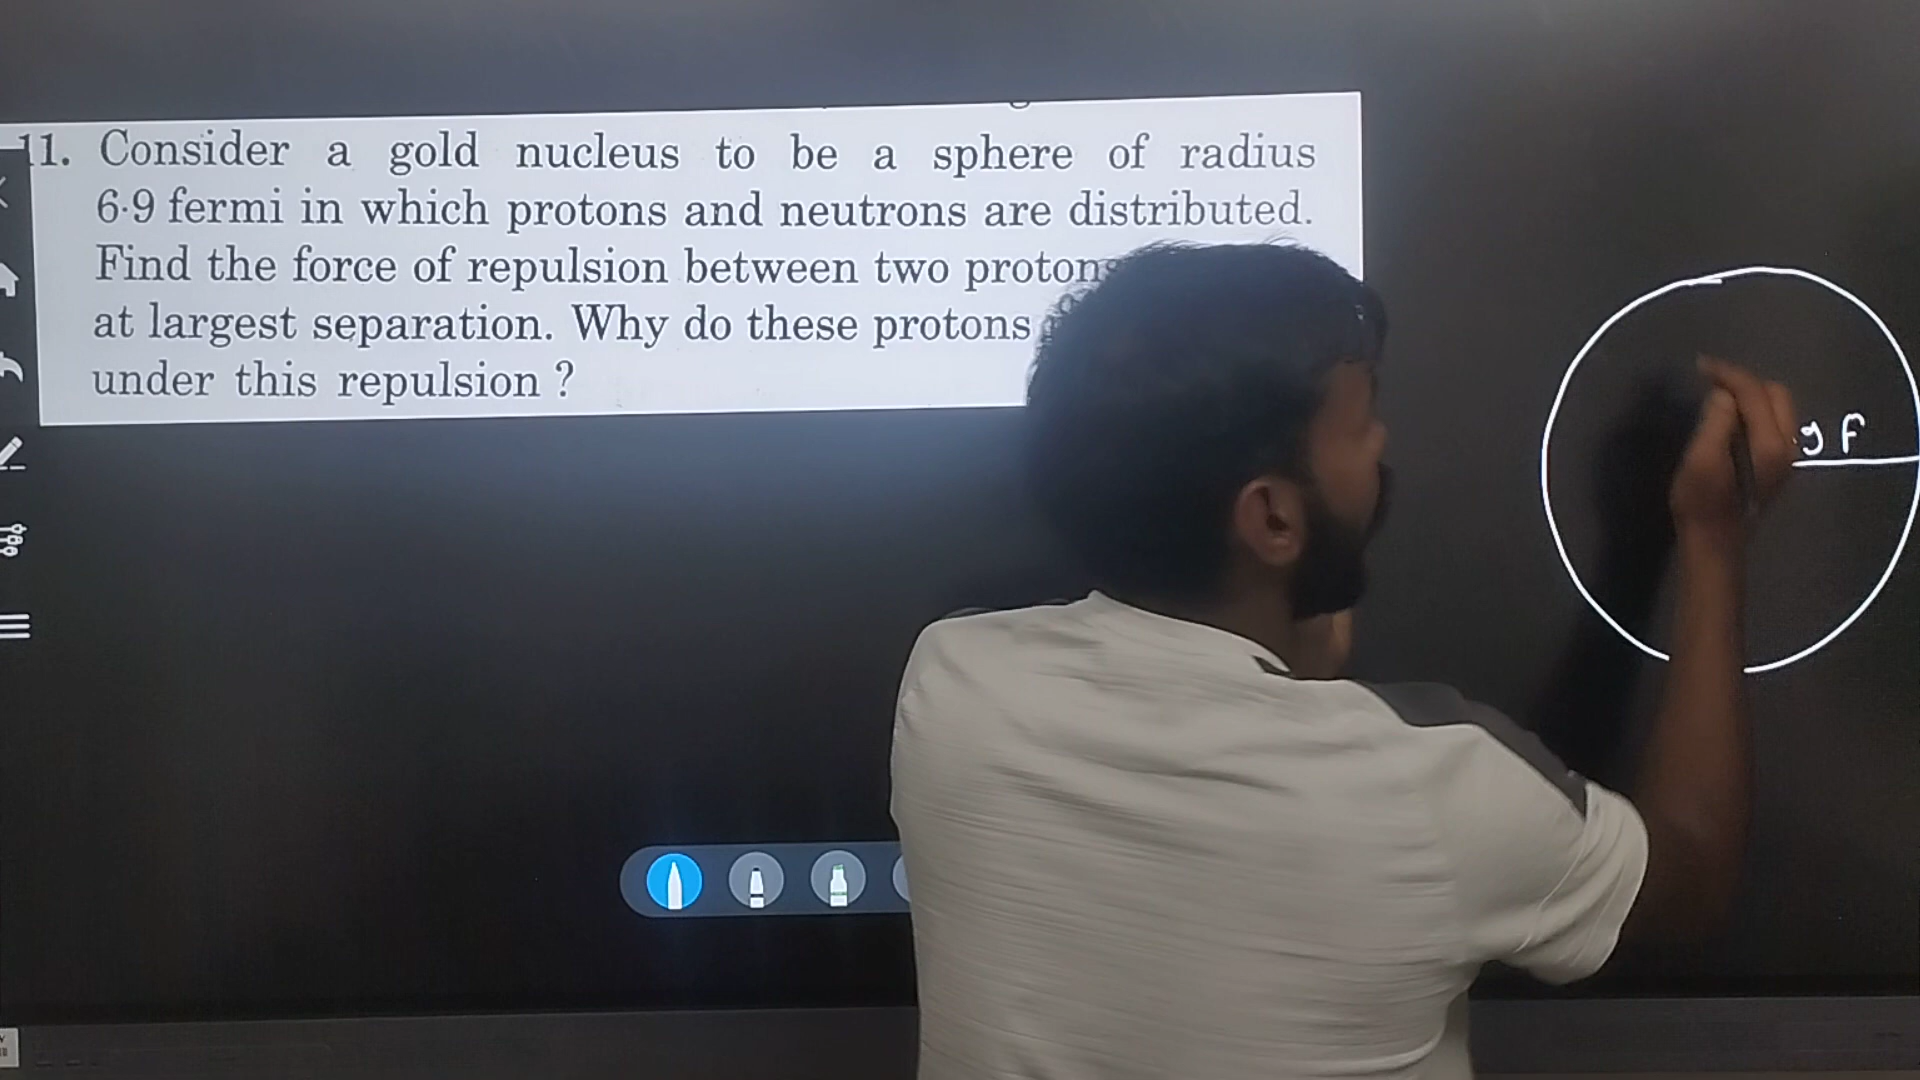 11. Consider a gold nucleus to be a sphere of radius
6·9 fermi in which protons and neutrons are distributed.
Find the force of repulsion between two protons
at largest separation. Why do these protons
under this repulsion ?
9 F